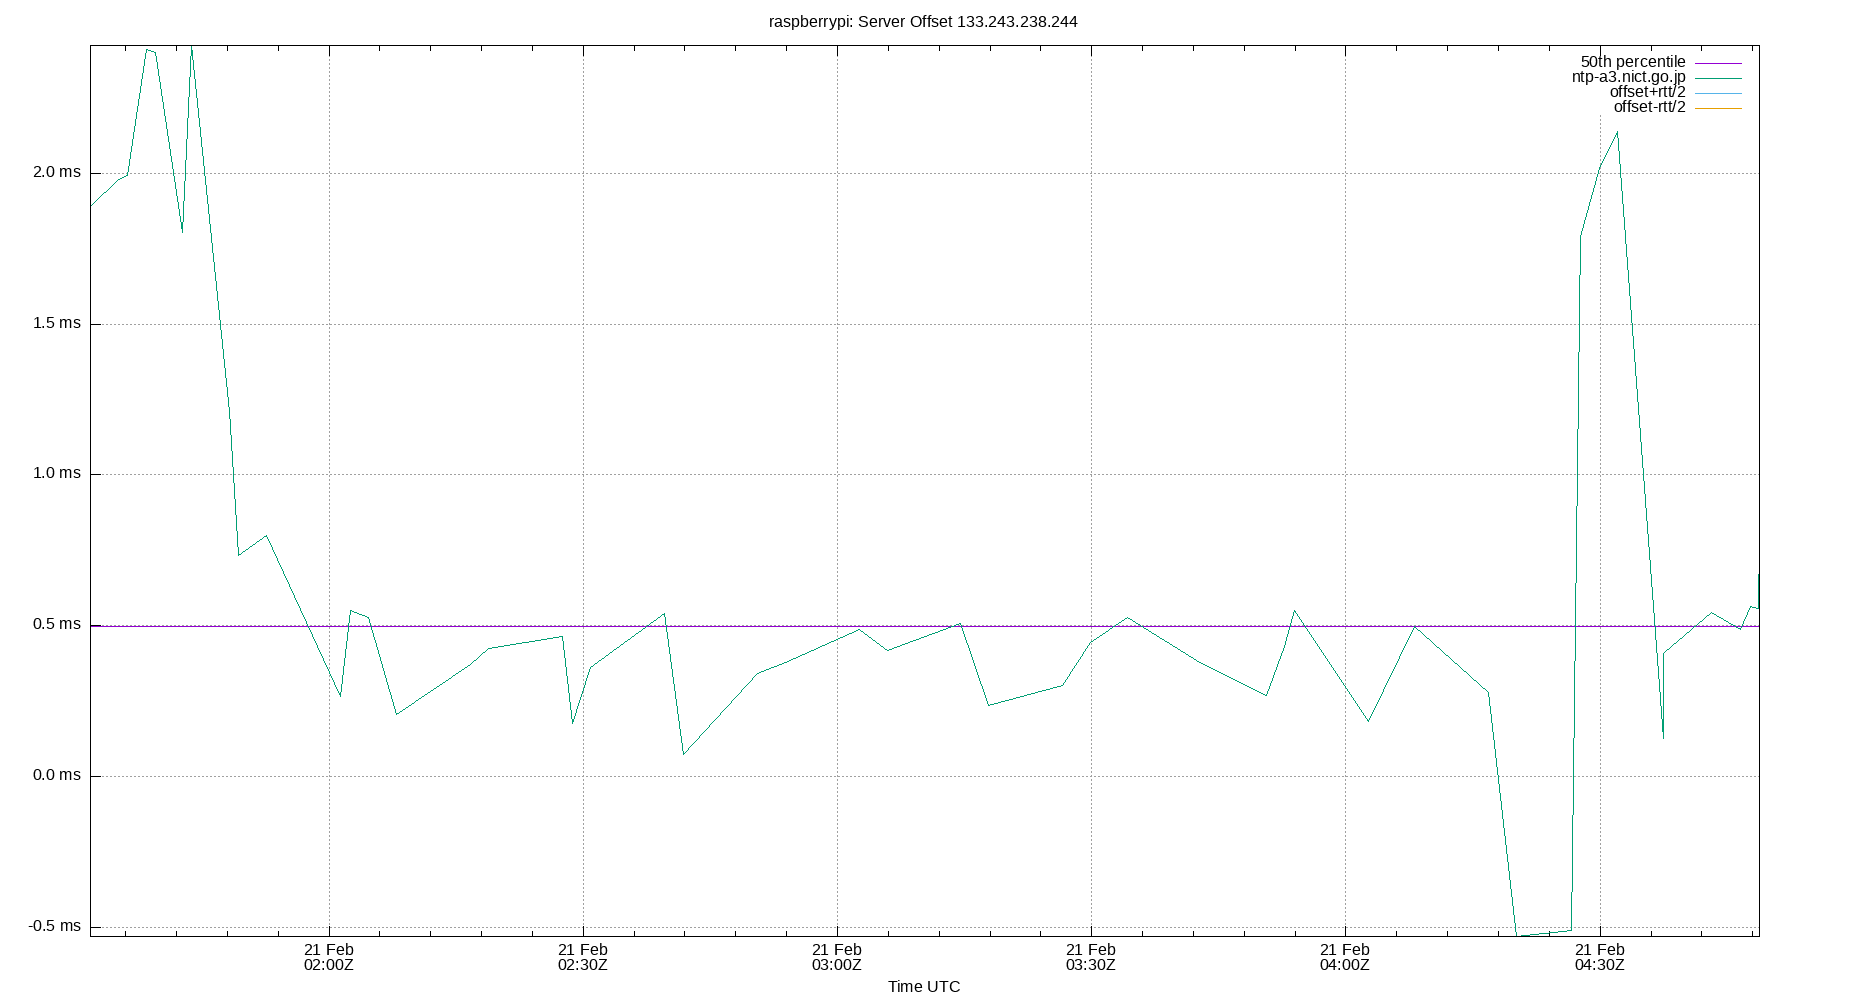 raspberrypi: Server Offset 133.243.238.244
50th percentile
ntp-a3.nict.go.jp
offset+rtt/2
offset-rtt/2
2.0 ms
1.5 ms
1.0 ms
0.5 ms
0.0 ms
-0.5 ms
21 Feb 21 Feb 21 Feb 21 Feb 21 Feb 21 Feb
02:00Z 02:30Z 03:00Z 03:30Z 04:00Z 04:30Z
Time UTC